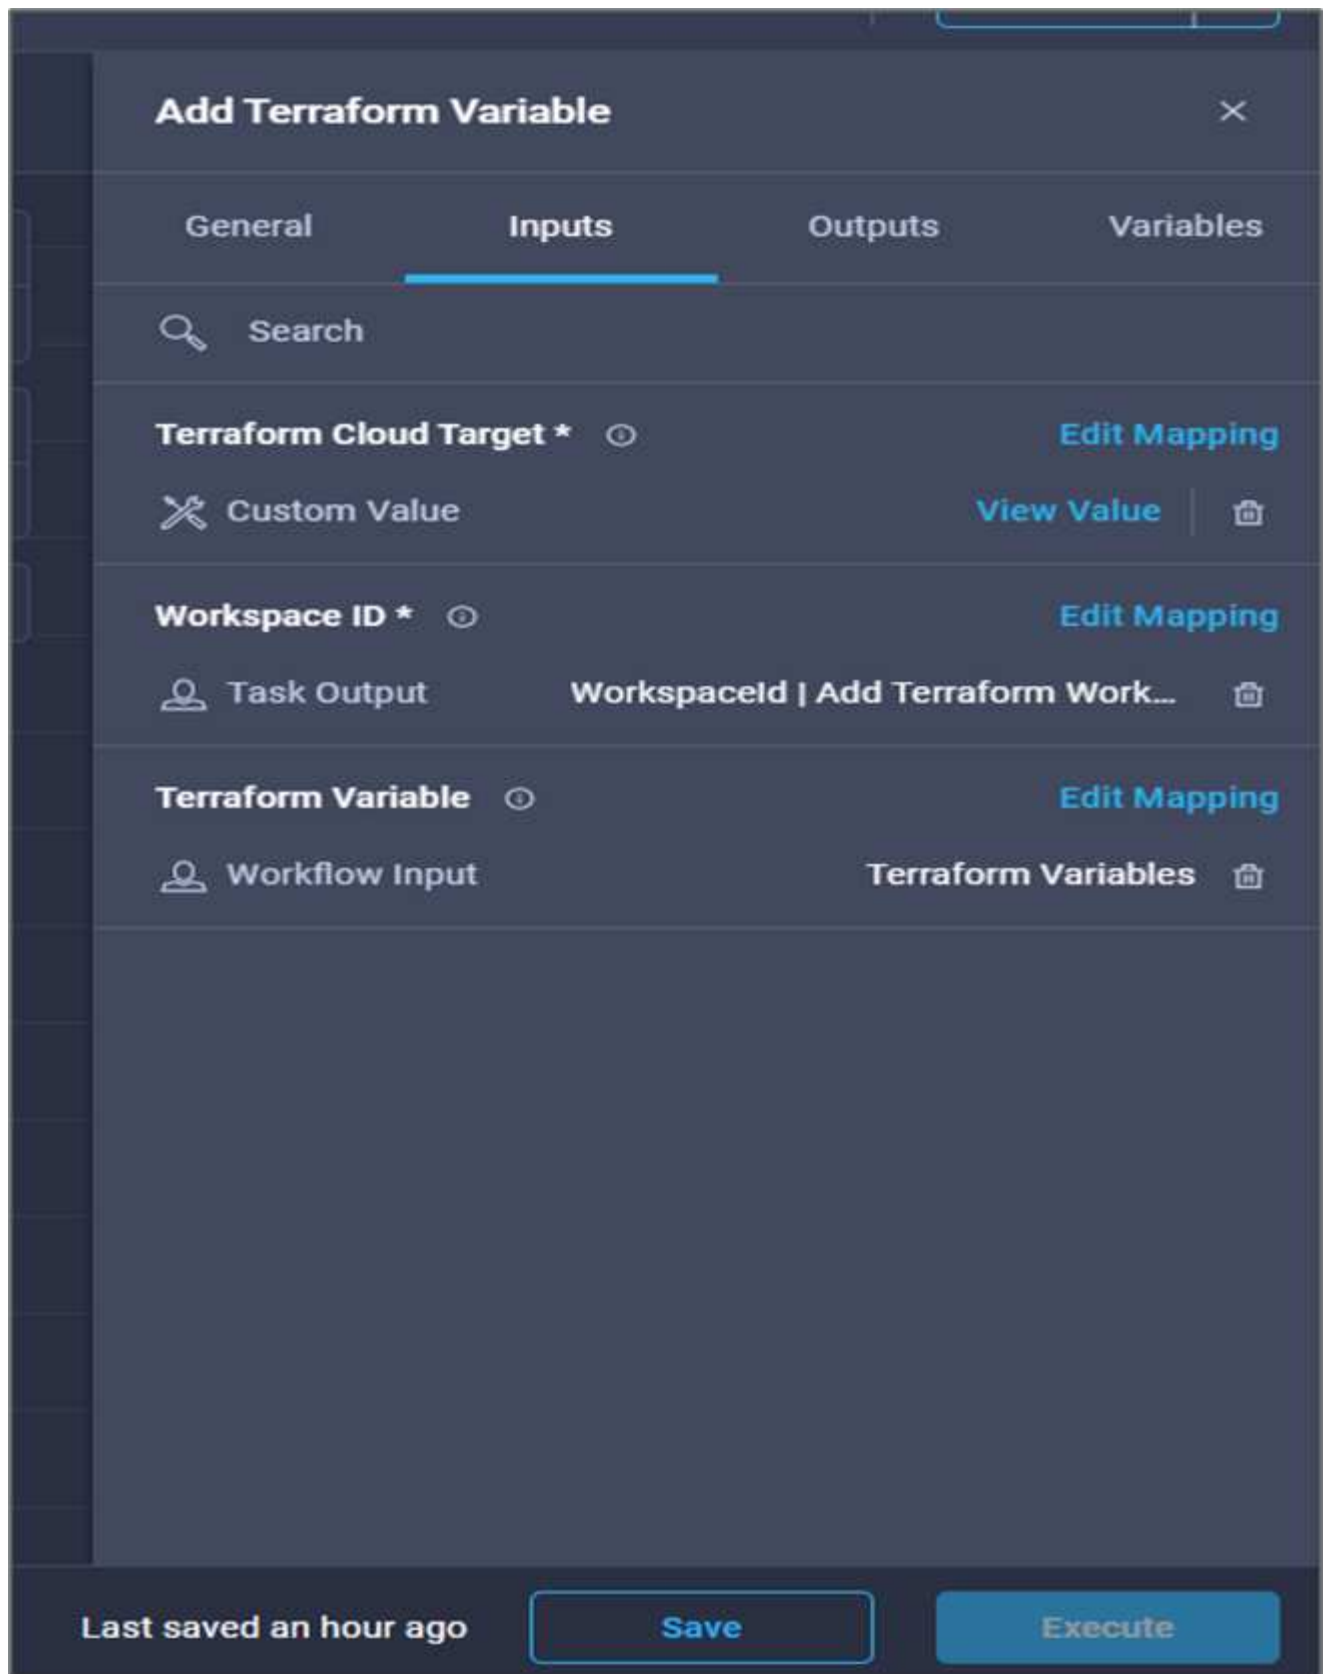 Add Terraform Variable
General Inputs Outputs Variables
Search
Terraform Cloud Target * Edit Mapping
Custom Value View Value
Workspace ID * Edit Mapping
Task Output WorkspaceId | Add Terraform Work...
Terraform Variable Edit Mapping
Workflow Input Terraform Variables
Last saved an hour ago Save Execute